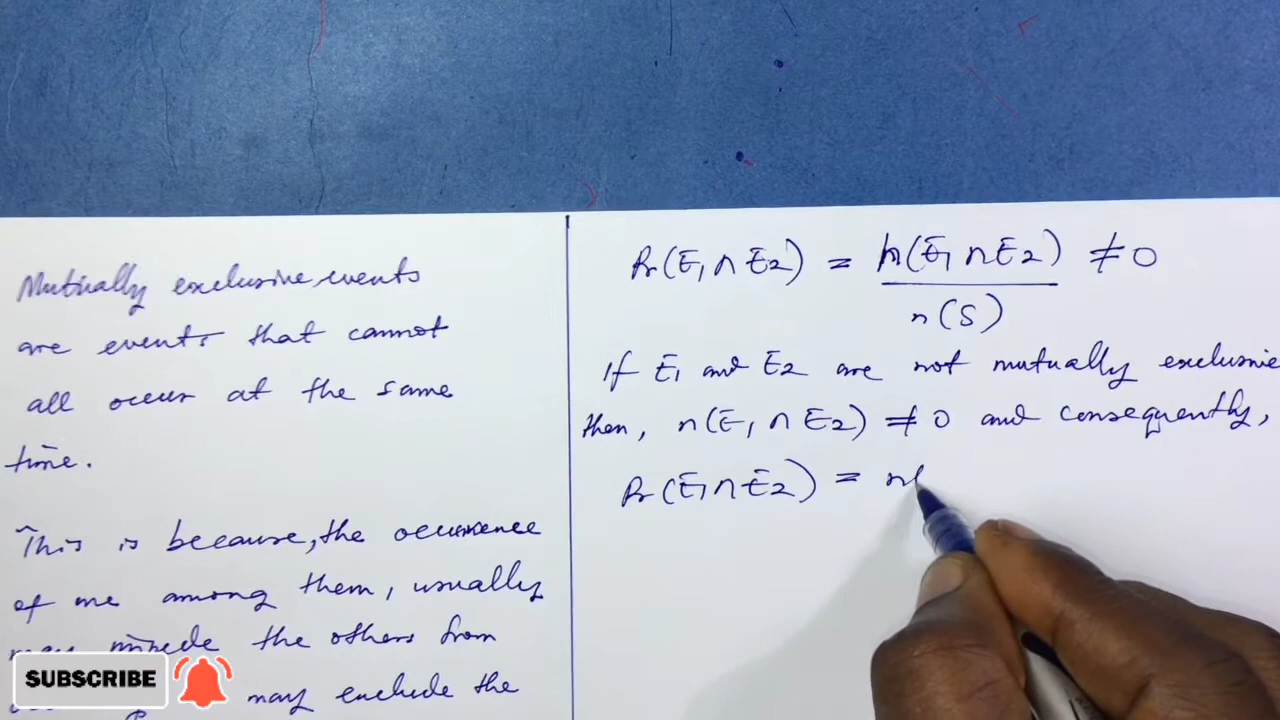 Mutually exclusive events
are events that cannot
all occur at the same
time.
This is because, the occurrence
of one among them, usually
may impede the others from
may exclude the
Pr(E₁ ∩ E₂) = n(E₁ ∩ E₂) ≠ 0
n(S)
If E₁ and E₂ are not mutually exclusive
then, n(E₁ ∩ E₂) ≠ 0 and consequently,
Pr(E₁ ∩ E₂) = n(
SUBSCRIBE